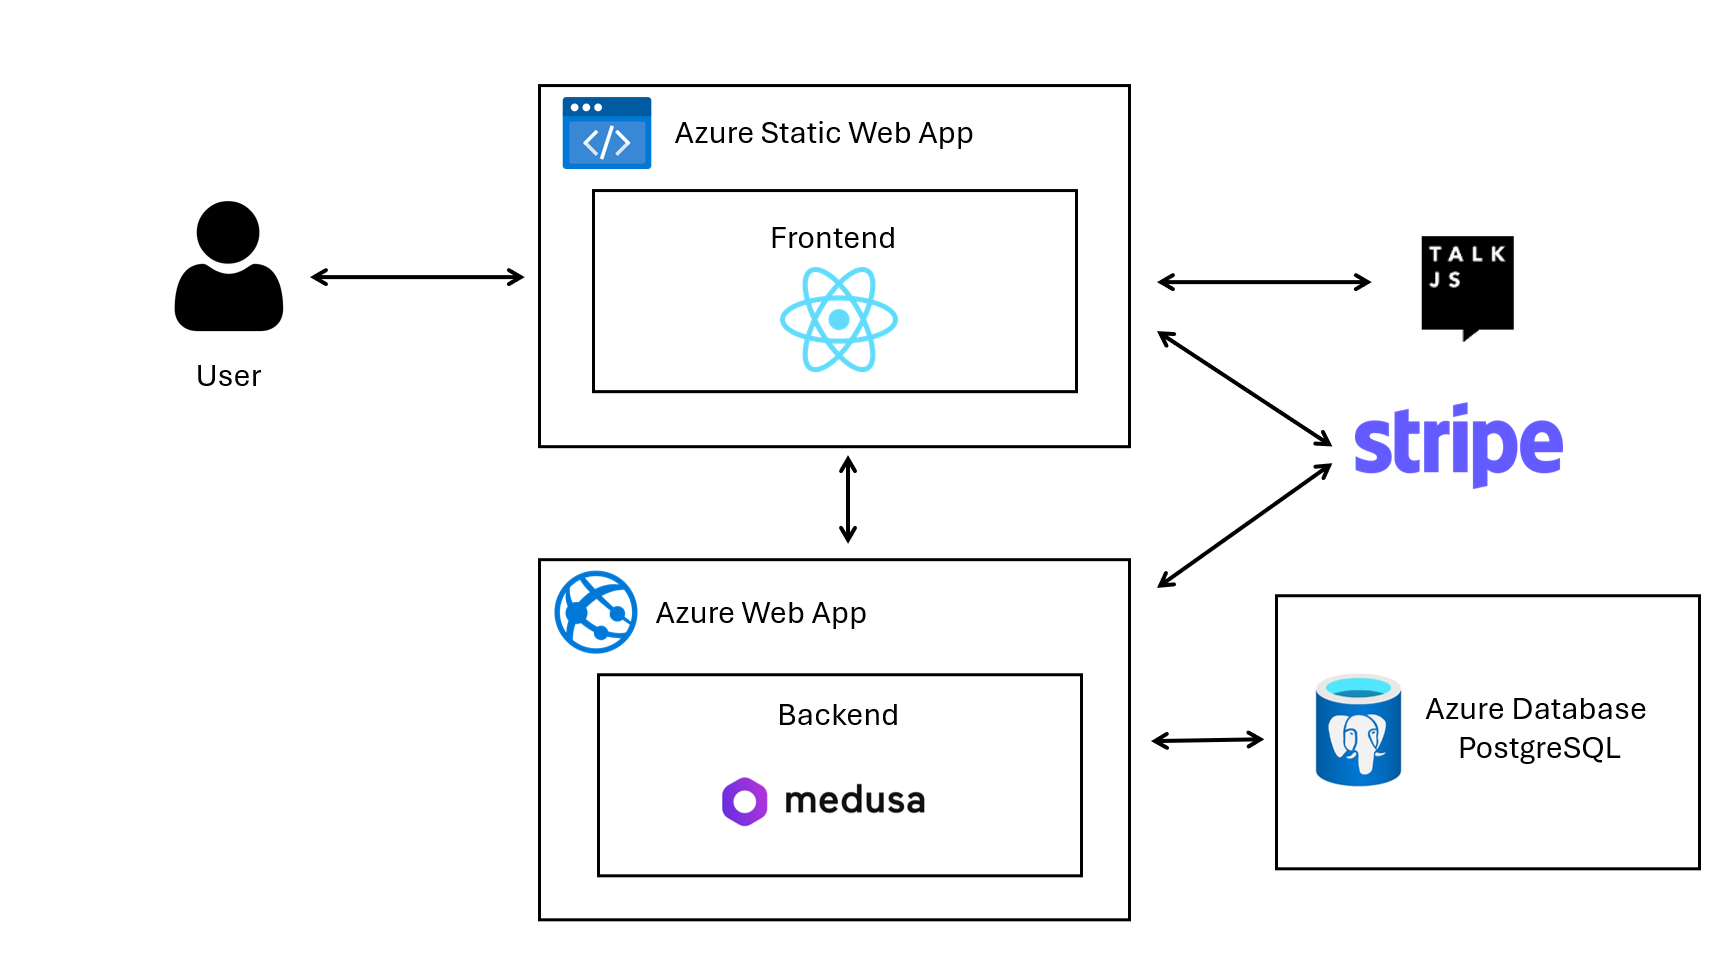 Azure Static Web App
Frontend
User
TALK
JS
stripe
Azure Web App
Backend
medusa
Azure Database
PostgreSQL